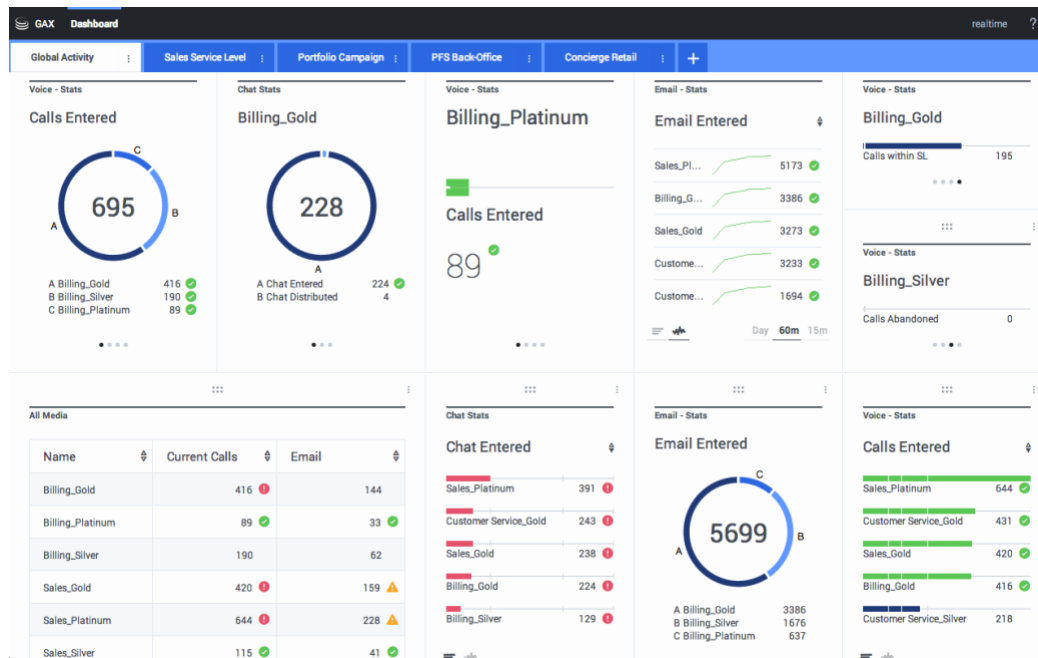 GAX Dashboard realtime ?
Global Activity Sales Service Level Portfolio Campaign PFS Back-Office Concierge Retail +
Voice - Stats
Calls Entered
695
A
B
C
A Billing_Gold 416
B Billing_Silver 190
C Billing_Platinum 89
Chat Stats
Billing_Gold
228
A
A Chat Entered 224
B Chat Distributed 4
Voice - Stats
Billing_Platinum
Calls Entered
89
Email - Stats
Email Entered
Sales_Pl... 5173
Billing_G... 3386
Sales_Gold 3273
Custome... 3233
Custome... 1694
Day 60m 15m
Voice - Stats
Billing_Gold
Calls within SL 195
Voice - Stats
Billing_Silver
Calls Abandoned 0
All Media
Name Current Calls Email
Billing_Gold 416 144
Billing_Platinum 89 33
Billing_Silver 190 62
Sales_Gold 420 159
Sales_Platinum 644 228
Sales_Silver 115 41
Chat Stats
Chat Entered
Sales_Platinum 391
Customer Service_Gold 243
Sales_Gold 238
Billing_Gold 224
Billing_Silver 129
Email - Stats
Email Entered
5699
A
B
C
A Billing_Gold 3386
B Billing_Silver 1676
C Billing_Platinum 637
Voice - Stats
Calls Entered
Sales_Platinum 644
Customer Service_Gold 431
Sales_Gold 420
Billing_Gold 416
Customer Service_Silver 218